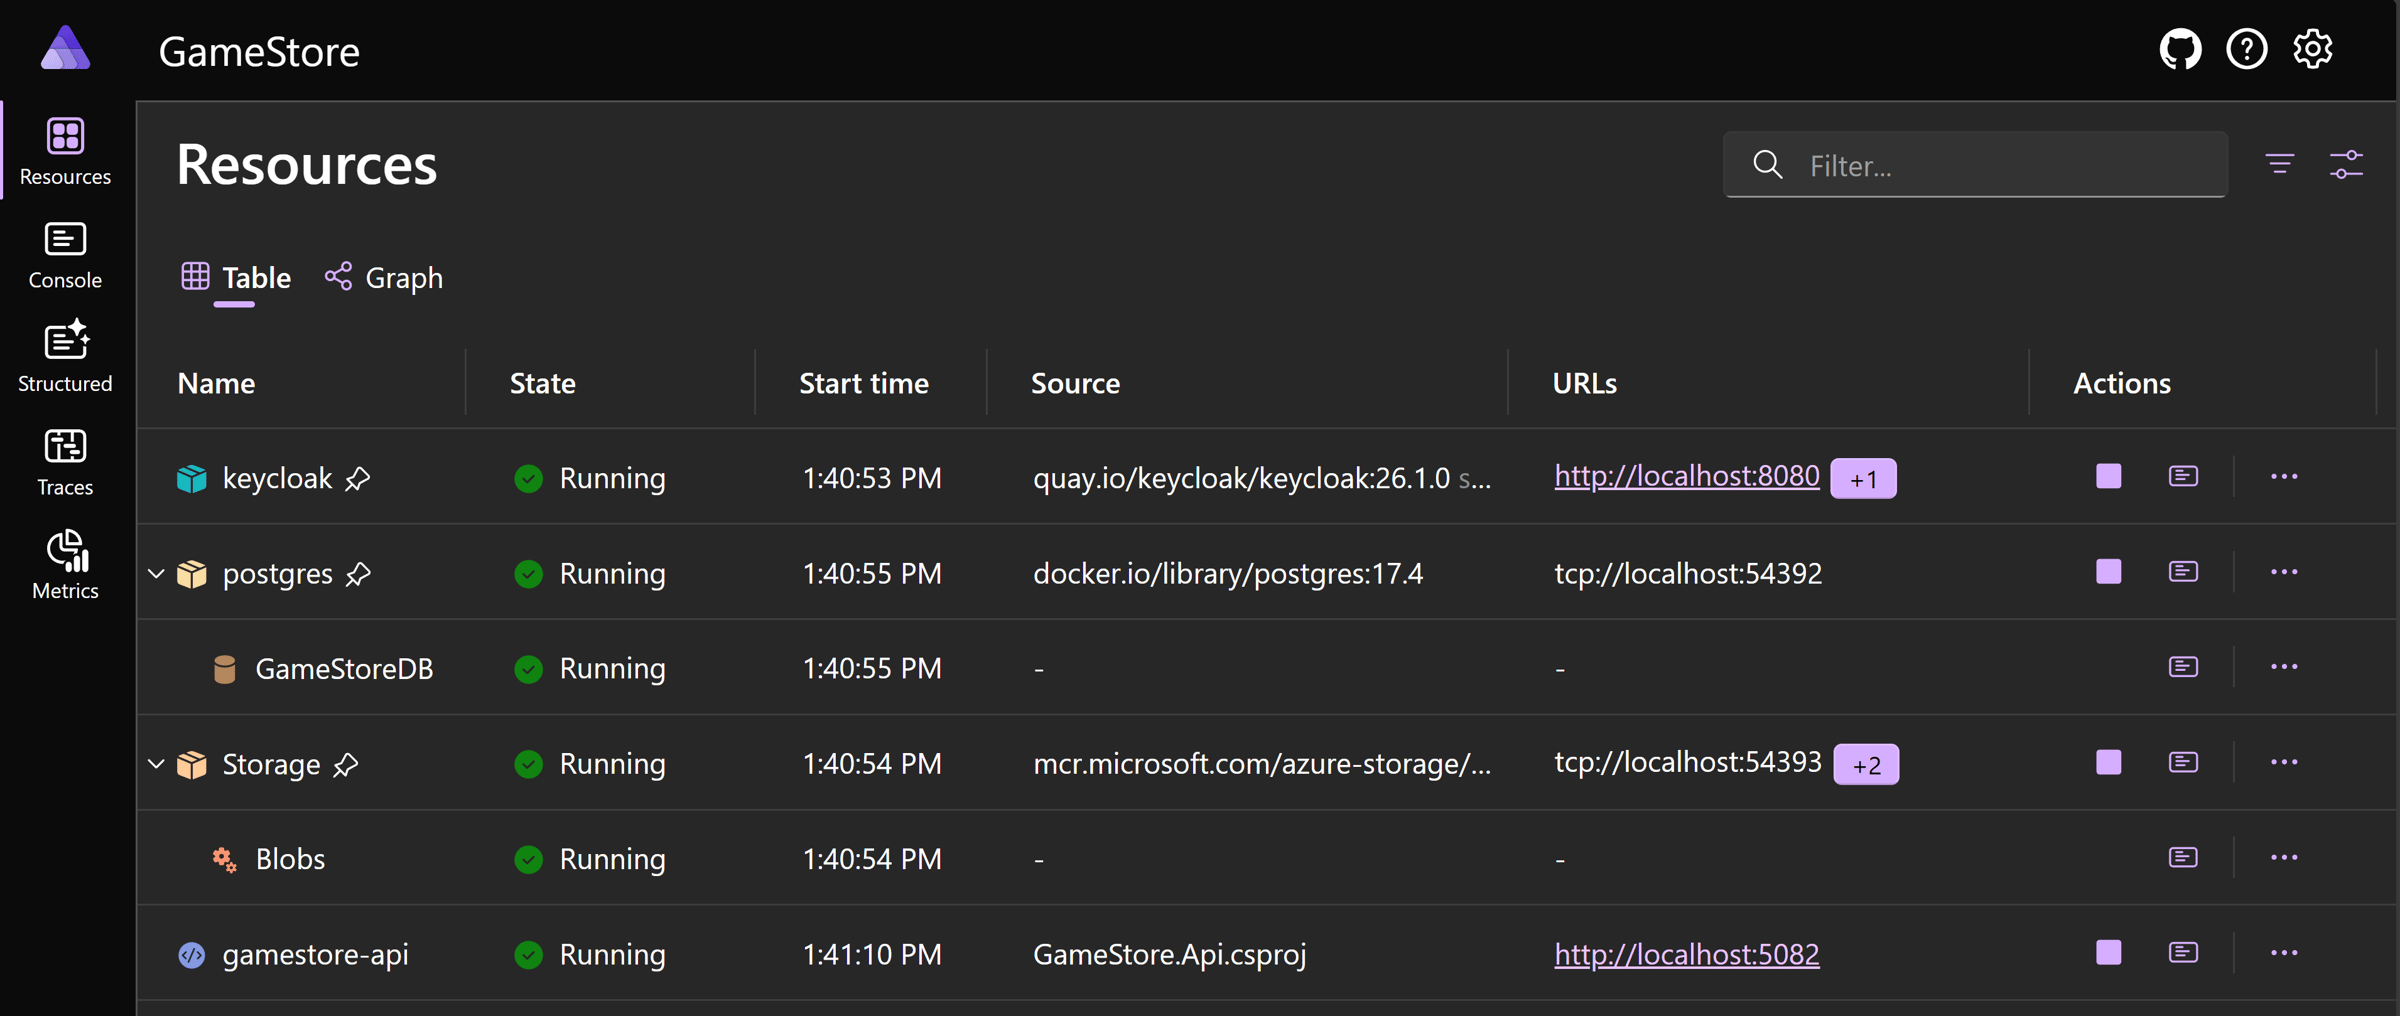 GameStore
Resources
Console
Structured
Traces
Metrics
Resources
Filter...
Table Graph
Name State Start time Source URLs Actions
keycloak Running 1:40:53 PM quay.io/keycloak/keycloak:26.1.0 s... http://localhost:8080 +1
postgres Running 1:40:55 PM docker.io/library/postgres:17.4 tcp://localhost:54392
GameStoreDB Running 1:40:55 PM - -
Storage Running 1:40:54 PM mcr.microsoft.com/azure-storage/... tcp://localhost:54393 +2
Blobs Running 1:40:54 PM - -
gamestore-api Running 1:41:10 PM GameStore.Api.csproj http://localhost:5082